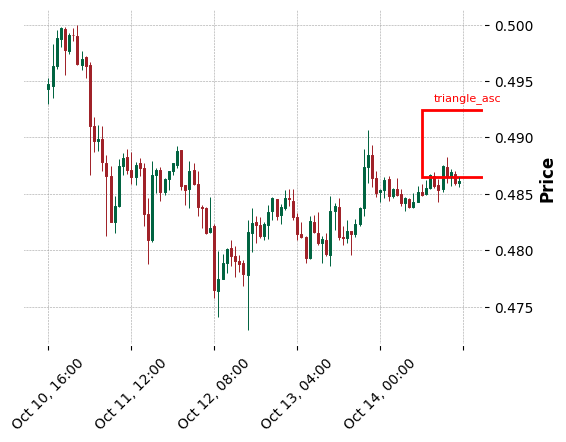 0.500
0.495
triangle_asc
0.490
0.485
0.480
0.475
Price
Oct 10, 16:00
Oct 11, 12:00
Oct 12, 08:00
Oct 13, 04:00
Oct 14, 00:00